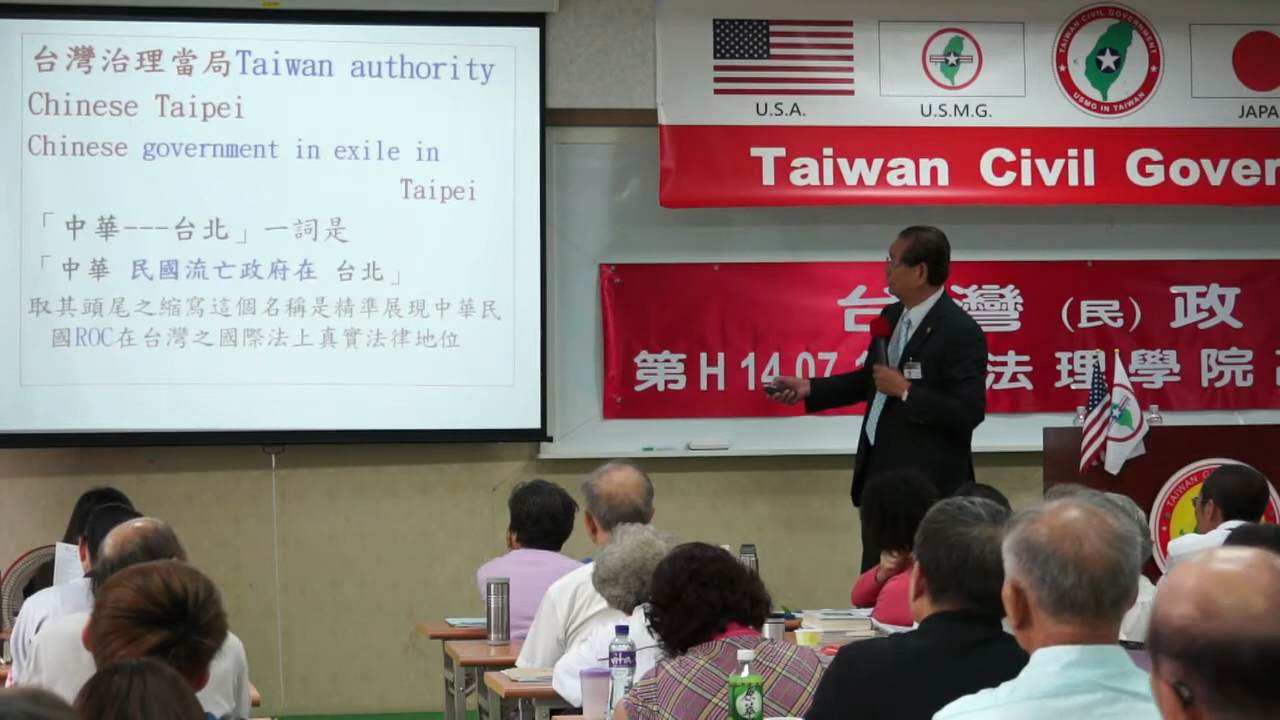 台灣治理當局Taiwan authority
Chinese Taipei
Chinese government in exile in
Taipei
「中華---台北」一詞是
「中華 民國流亡政府在 台北」
取其頭尾之縮寫這個名稱是精準展現中華民
國ROC在台灣之國際法上真實法律地位
U.S.A.
U.S.M.G.
TAIWAN CIVIL GOVERNMENT
USMG IN TAIWAN
JAPA
Taiwan Civil Gover
台灣(民)政
第H 14 07 法理學院
原萃